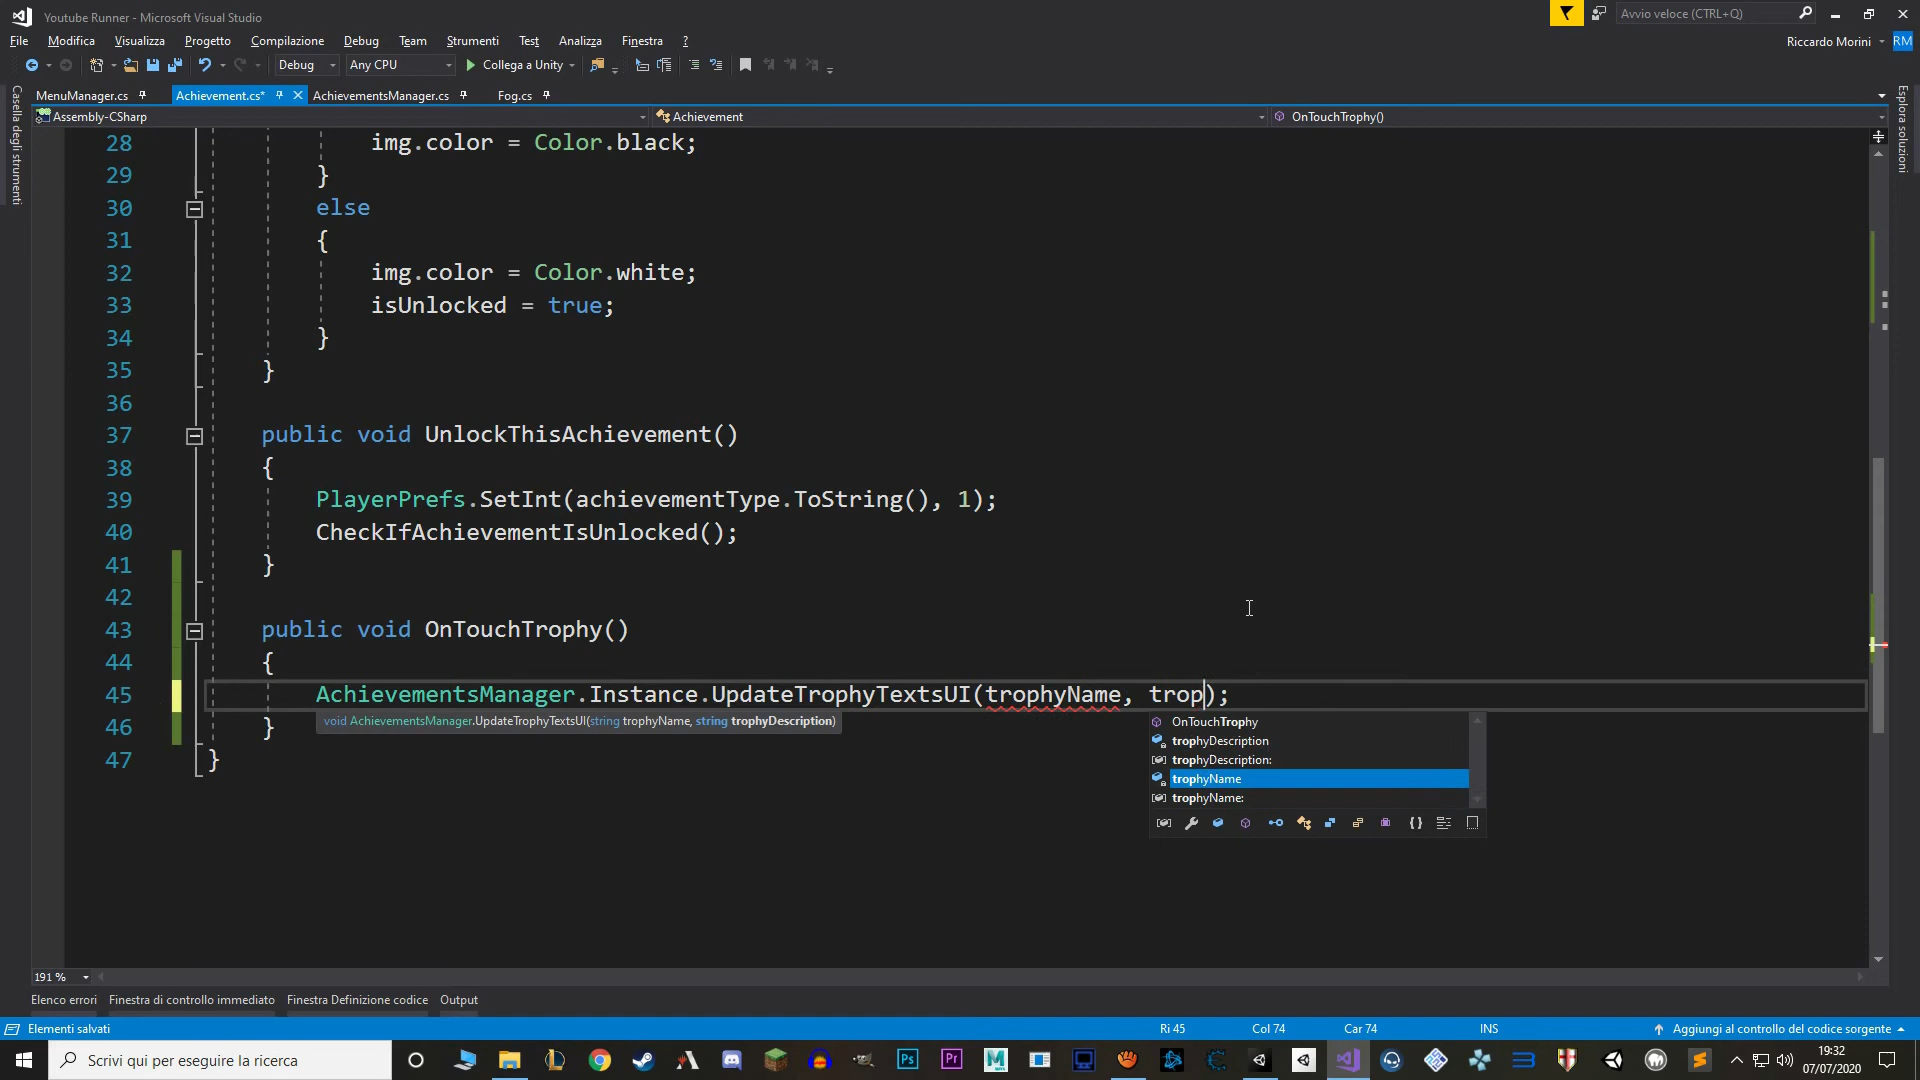 Youtube Runner - Microsoft Visual Studio
Avvio veloce (CTRL+Q)
File Modifica Visualizza Progetto Compilazione Debug Team Strumenti Test Analizza Finestra ?
Riccardo Morini RM
Debug Any CPU Collega a Unity
MenuManager.cs Achievement.cs* AchievementsManager.cs Fog.cs
Casella degli strumenti
Esplora soluzioni
Assembly-CSharp Achievement OnTouchTrophy()
28 img.color = Color.black;
29 }
30 else
31 {
32 img.color = Color.white;
33 isUnlocked = true;
34 }
35 }
36
37 public void UnlockThisAchievement()
38 {
39 PlayerPrefs.SetInt(achievementType.ToString(), 1);
40 CheckIfAchievementIsUnlocked();
41 }
42
43 public void OnTouchTrophy()
44 {
45 AchievementsManager.Instance.UpdateTrophyTextsUI(trophyName, trop);
void AchievementsManager.UpdateTrophyTextsUI(string trophyName, string trophyDescription)
46 }
47 }
OnTouchTrophy
trophyDescription
trophyDescription:
trophyName
trophyName:
191 %
Elenco errori Finestra di controllo immediato Finestra Definizione codice Output
Elementi salvati Ri 45 Col 74 Car 74 INS Aggiungi al controllo del codice sorgente
Scrivi qui per eseguire la ricerca
Ps Pr M
19:32
07/07/2020